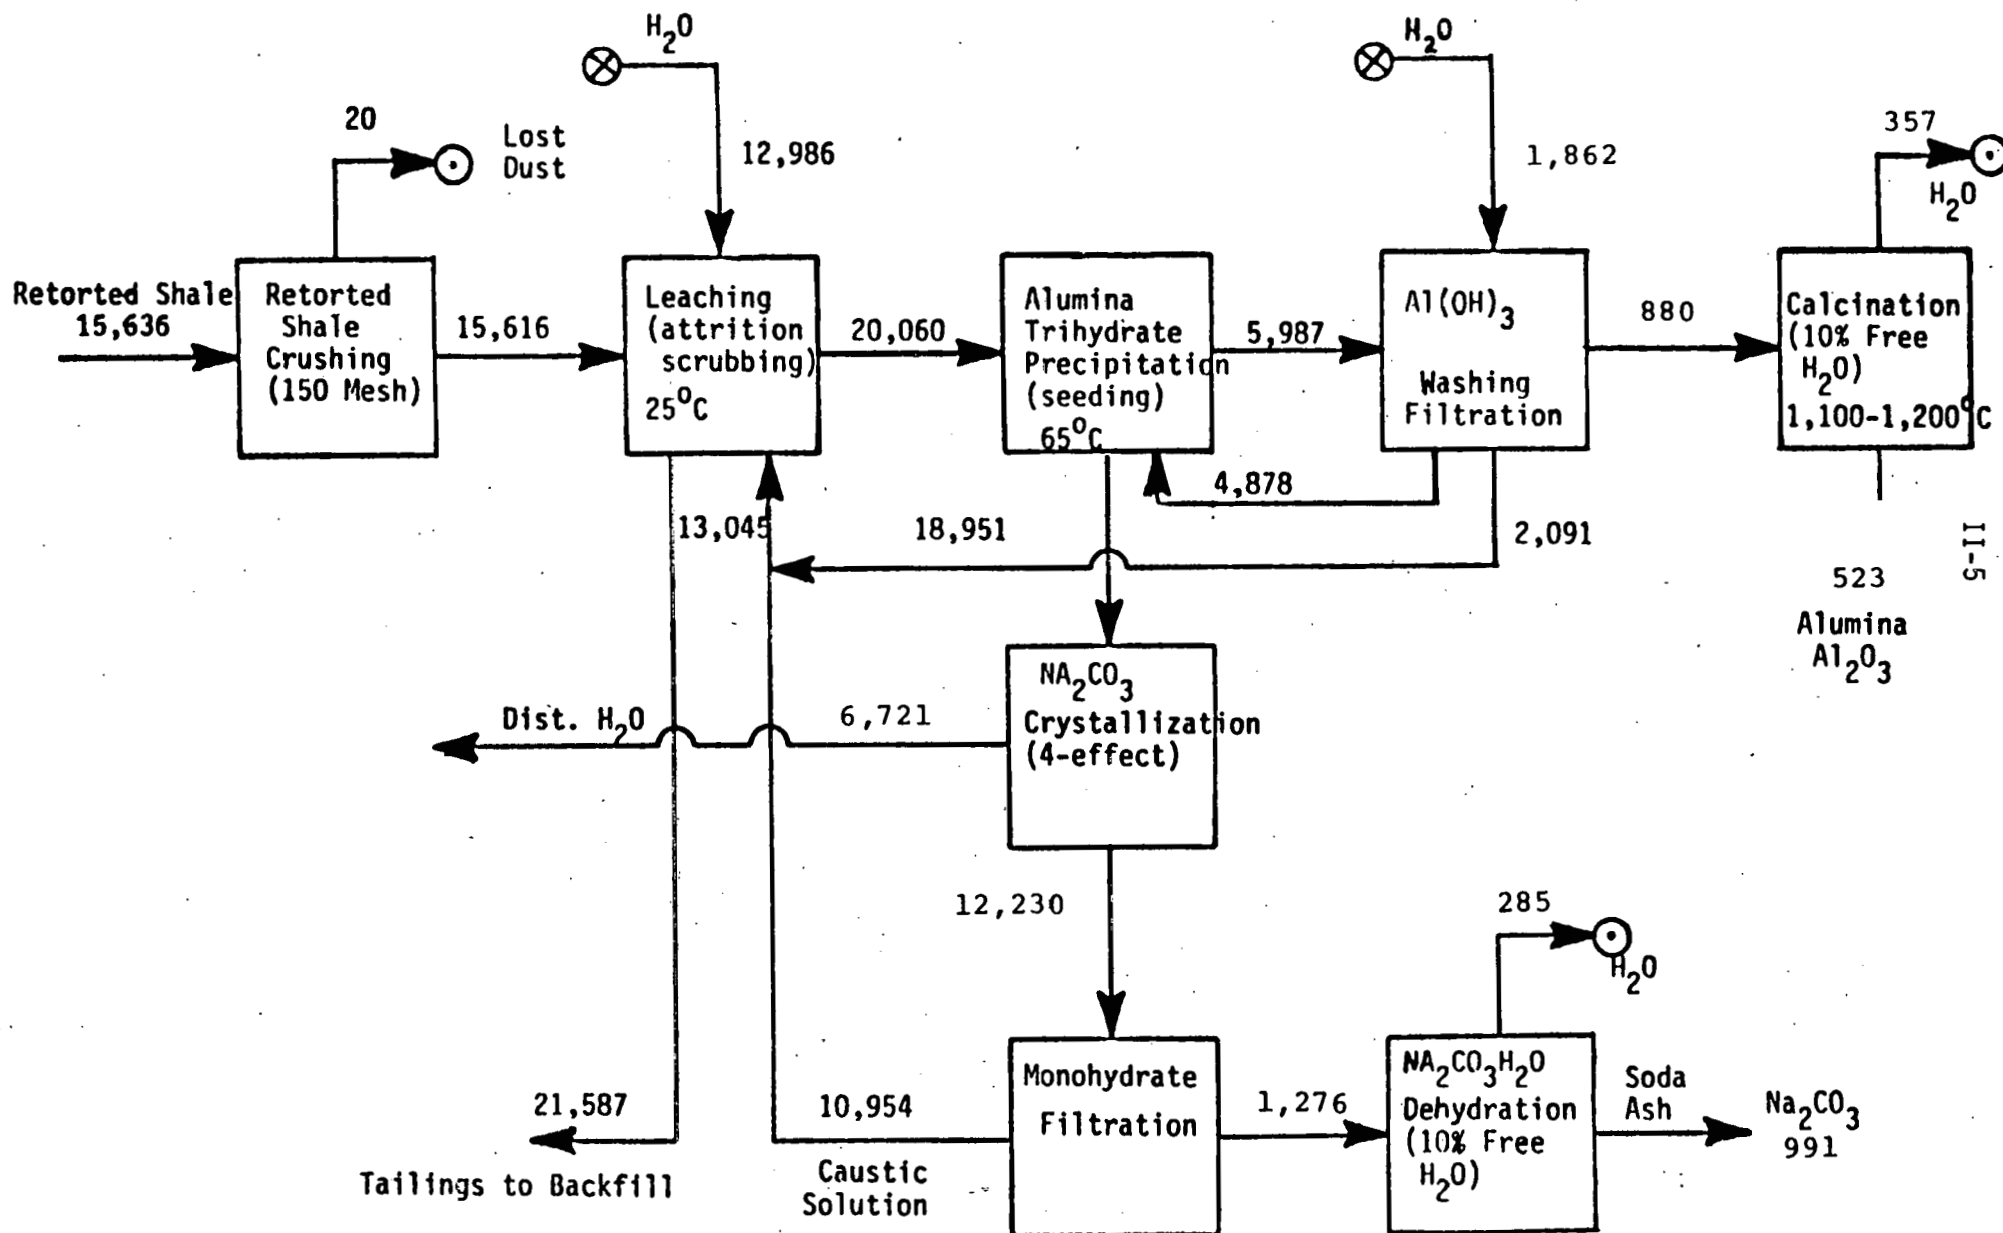 H₂O
H₂O
20
Lost
Dust
12,986
1,862
357
H₂O
Retorted Shale
15,636
Retorted
Shale
Crushing
(150 Mesh)
15,616
Leaching
(attrition
scrubbing)
25°C
20,060
Alumina
Trihydrate
Precipitation
(seeding)
65°C
5,987
Al(OH)₃
Washing
Filtration
880
Calcination
(10% Free
H₂O)
1,100-1,200°C
4,878
13,045
18,951
2,091
II-5
523
Alumina
Al₂O₃
NA₂CO₃
Crystallization
(4-effect)
Dist. H₂O
6,721
12,230
285
H₂O
Monohydrate
Filtration
1,276
NA₂CO₃H₂O
Dehydration
(10% Free
H₂O)
Soda
Ash
Na₂CO₃
991
21,587
10,954
Tailings to Backfill
Caustic
Solution